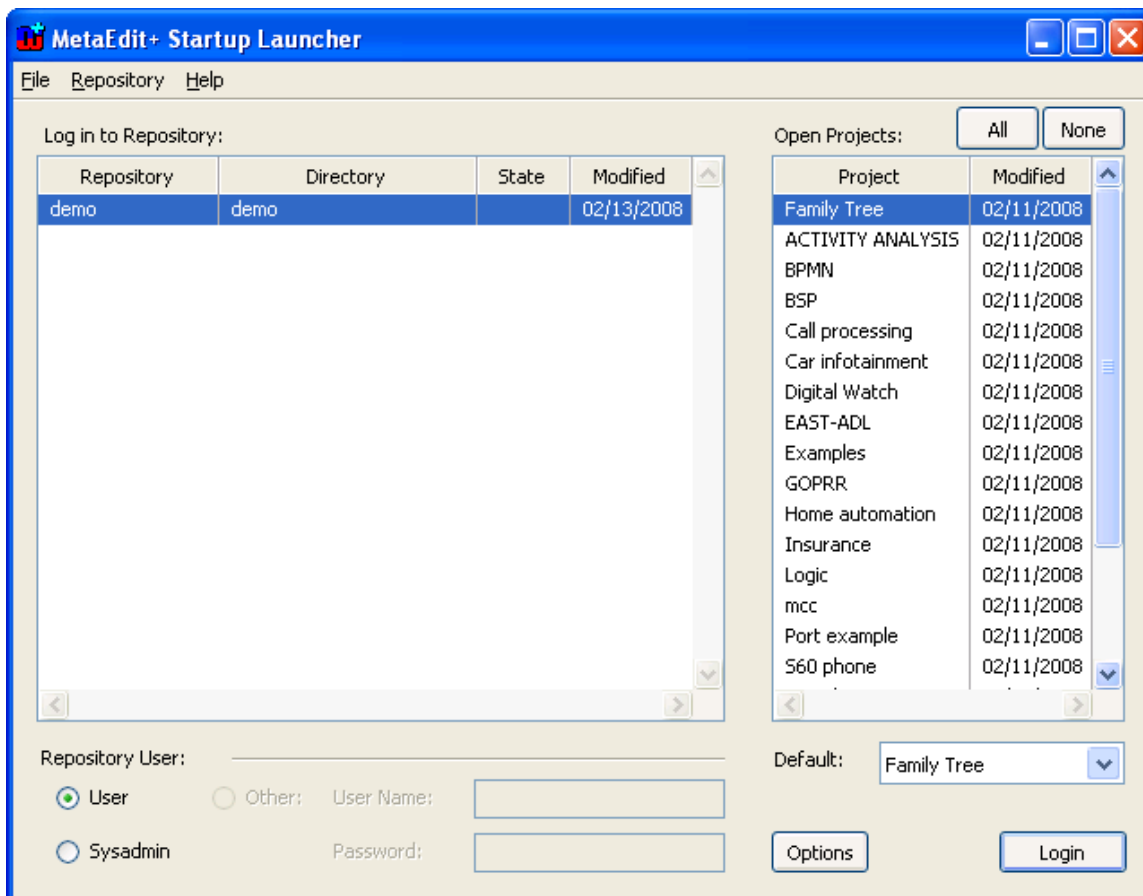 MetaEdit+ Startup Launcher
File Repository Help
Log in to Repository:
Open Projects: All None
Repository Directory State Modified
demo demo 02/13/2008
Project Modified
Family Tree 02/11/2008
ACTIVITY ANALYSIS 02/11/2008
BPMN 02/11/2008
BSP 02/11/2008
Call processing 02/11/2008
Car infotainment 02/11/2008
Digital Watch 02/11/2008
EAST-ADL 02/11/2008
Examples 02/11/2008
GOPRR 02/11/2008
Home automation 02/11/2008
Insurance 02/11/2008
Logic 02/11/2008
mcc 02/11/2008
Port example 02/11/2008
S60 phone 02/11/2008
Repository User:
User Other: User Name:
Sysadmin Password:
Default: Family Tree
Options Login